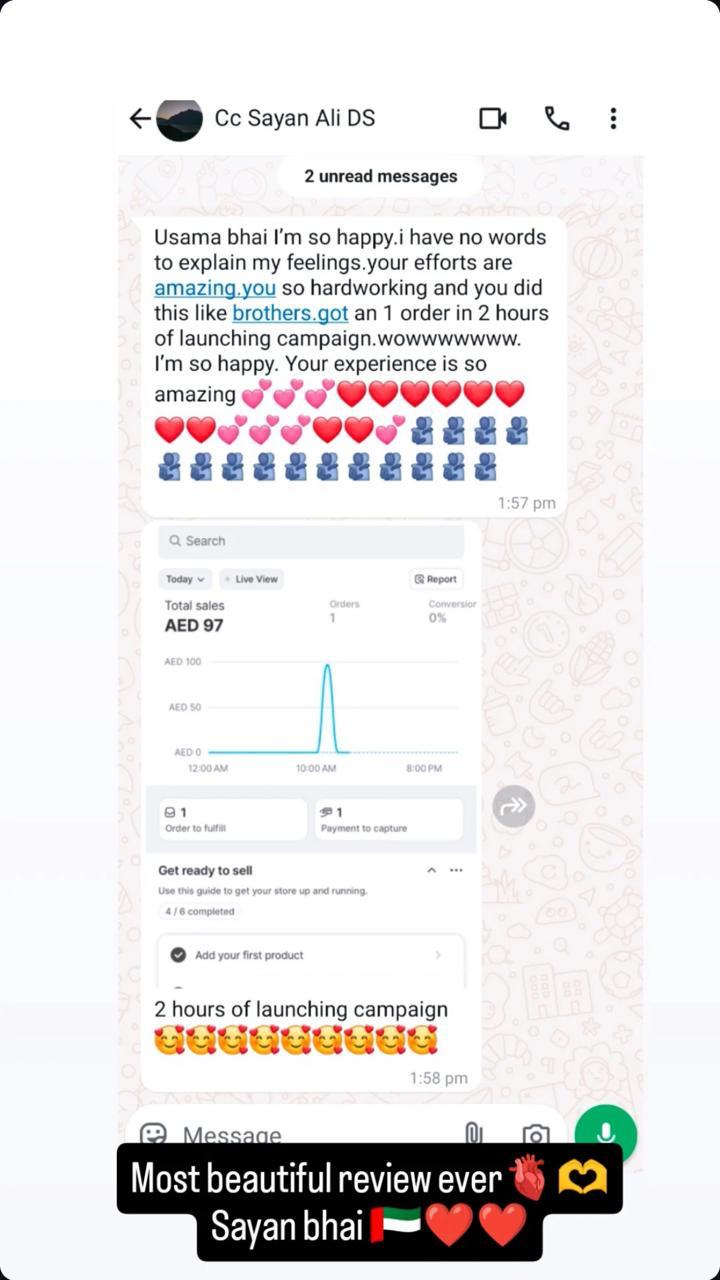 Cc Sayan Ali DS
2 unread messages
Usama bhai I'm so happy.i have no words
to explain my feelings.your efforts are
amazing.you so hardworking and you did
this like brothers.got an 1 order in 2 hours
of launching campaign.wowwwwwww.
I'm so happy. Your experience is so
amazing 💕💕💕❤️❤️❤️❤️❤️❤️
❤️❤️💕💕💕❤️❤️💕🫂🫂🫂🫂
🫂🫂🫂🫂🫂🫂🫂🫂🫂🫂🫂
1:57 pm
Search
Today Live View Report
Total sales Orders Conversion
AED 97 1 0%
AED 100
AED 50
AED 0
12:00 AM 10:00 AM 8:00 PM
1 1
Order to fulfill Payment to capture
Get ready to sell
Use this guide to get your store up and running.
4 / 6 completed
Add your first product
2 hours of launching campaign
🥰🥰🥰🥰🥰🥰🥰🥰🥰
1:58 pm
Message
Most beautiful review ever 🫀 🫶
Sayan bhai 🇦🇪❤️❤️